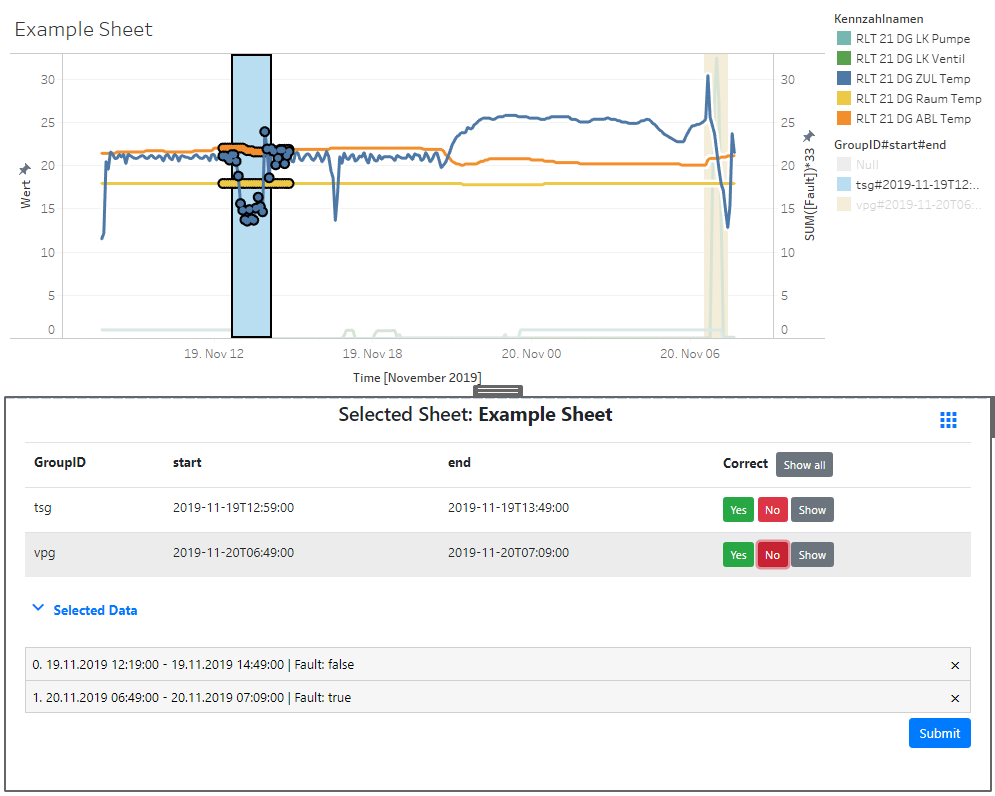 Example Sheet
Kennzahlnamen
RLT 21 DG LK Pumpe
RLT 21 DG LK Ventil
RLT 21 DG ZUL Temp
RLT 21 DG Raum Temp
RLT 21 DG ABL Temp
GroupID#start#end
Null
tsg#2019-11-19T12:..
vpg#2019-11-20T06:..
Wert
30
25
20
15
10
5
0
30
25
20
15
10
5
0
SUM([Fault])*33
19. Nov 12
19. Nov 18
20. Nov 00
20. Nov 06
Time [November 2019]
Selected Sheet: Example Sheet
GroupID start end Correct Show all
tsg 2019-11-19T12:59:00 2019-11-19T13:49:00 Yes No Show
vpg 2019-11-20T06:49:00 2019-11-20T07:09:00 Yes No Show
Selected Data
0. 19.11.2019 12:19:00 - 19.11.2019 14:49:00 | Fault: false ×
1. 20.11.2019 06:49:00 - 20.11.2019 07:09:00 | Fault: true ×
Submit